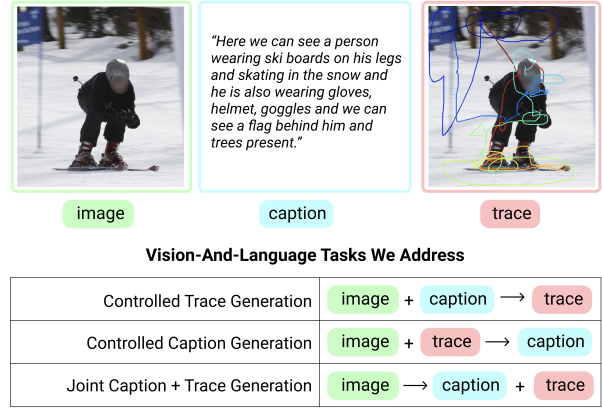 “Here we can see a person
wearing ski boards on his legs
and skating in the snow and
he is also wearing gloves,
helmet, goggles and we can
see a flag behind him and
trees present.”
image
caption
trace
Vision-And-Language Tasks We Address
Controlled Trace Generation image + caption → trace
Controlled Caption Generation image + trace → caption
Joint Caption + Trace Generation image → caption + trace